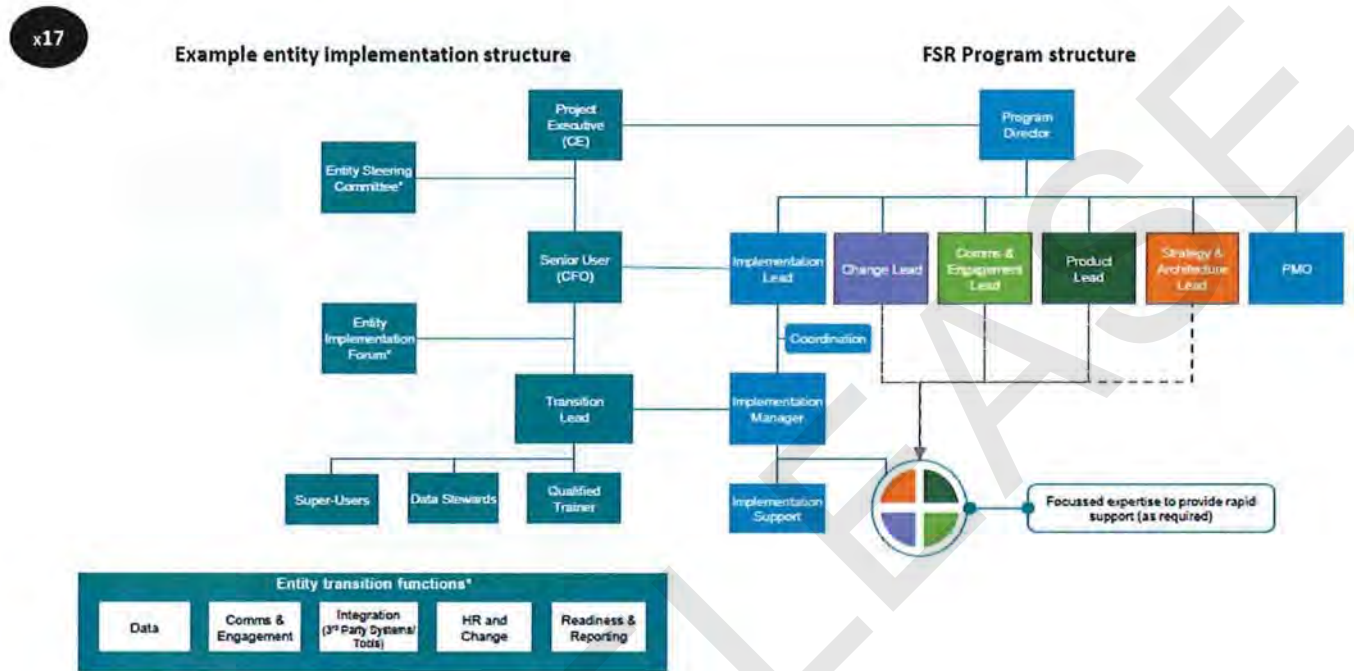 x17
Example entity implementation structure
FSR Program structure
Project
Executive
(CE)
Program
Director
Entity Steering
Committee*
Senior User
(CFO)
Implementation
Lead
Change Lead
Comms &
Engagement
Lead
Product
Lead
Strategy &
Architecture
Lead
PMO
Entity
Implementation
Forum*
Coordination
Transition
Lead
Implementation
Manager
Super-Users
Data Stewards
Qualified
Trainer
Implementation
Support
Focussed expertise to provide rapid
support (as required)
Entity transition functions*
Data
Comms &
Engagement
Integration
(3rd Party Systems/
Tools)
HR and
Change
Readiness &
Reporting
LEASE